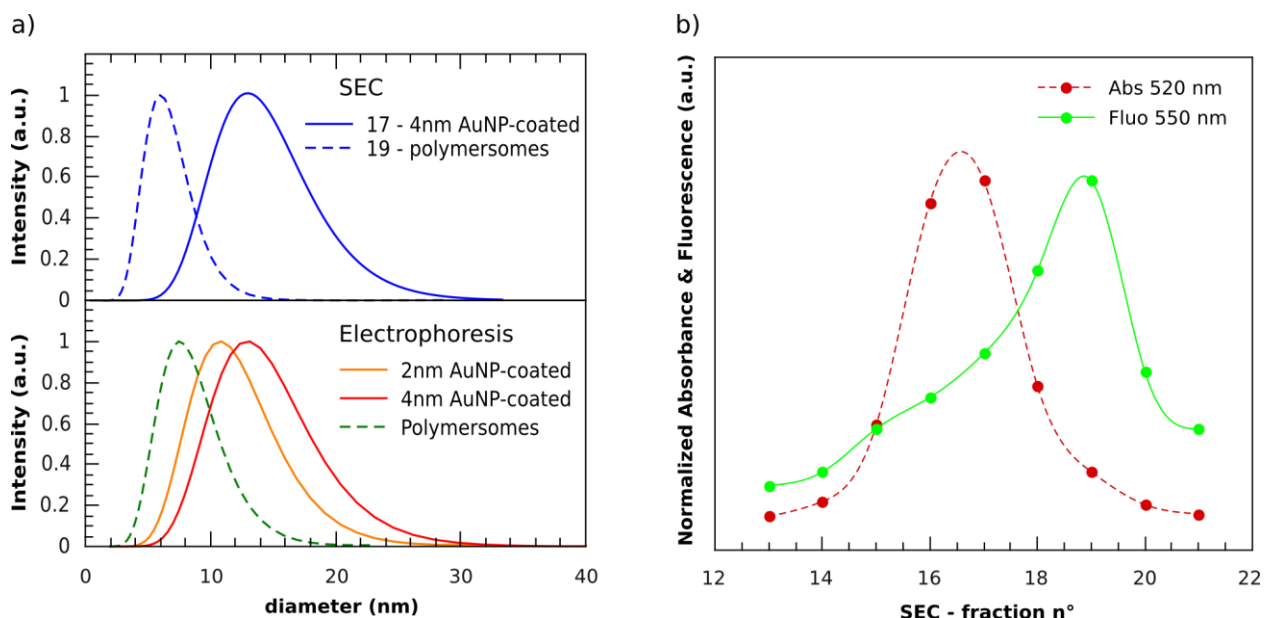 a)
Intensity (a.u.)
1
0.8
0.6
0.4
0.2
0
SEC
17 - 4nm AuNP-coated
19 - polymersomes
Intensity (a.u.)
1
0.8
0.6
0.4
0.2
0
Electrophoresis
2nm AuNP-coated
4nm AuNP-coated
Polymersomes
0 10 20 30 40
diameter (nm)
b)
Normalized Absorbance & Fluorescence (a.u.)
Abs 520 nm
Fluo 550 nm
12 14 16 18 20 22
SEC - fraction n°